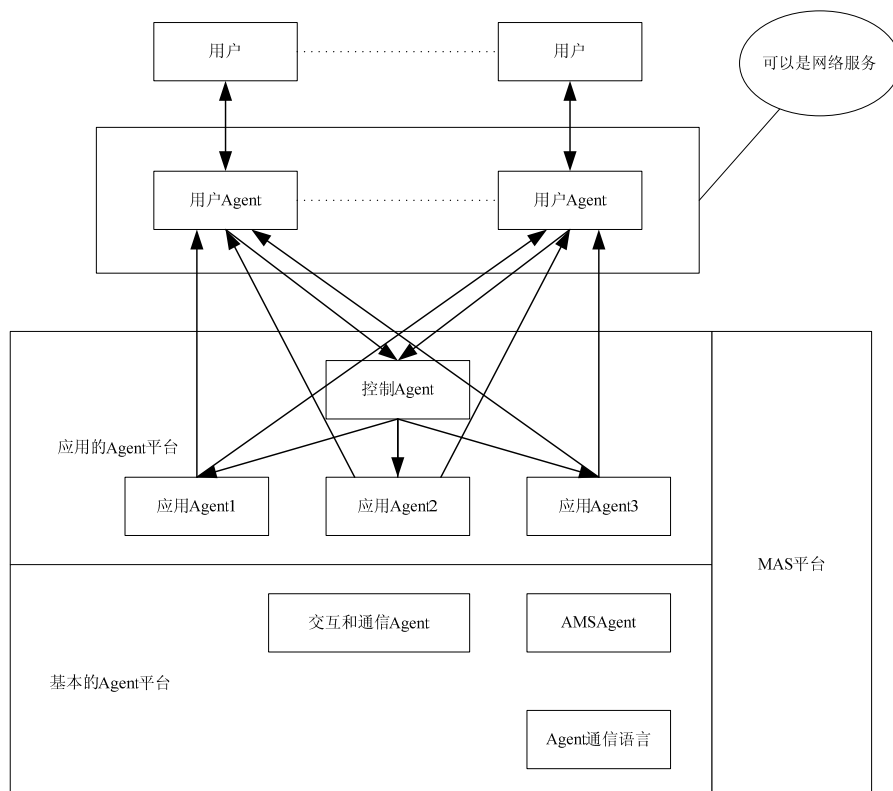 用户
用户
可以是网络服务
用户Agent
用户Agent
控制Agent
应用的Agent平台
应用Agent1
应用Agent2
应用Agent3
MAS平台
交互和通信Agent
AMSAgent
基本的Agent平台
Agent通信语言